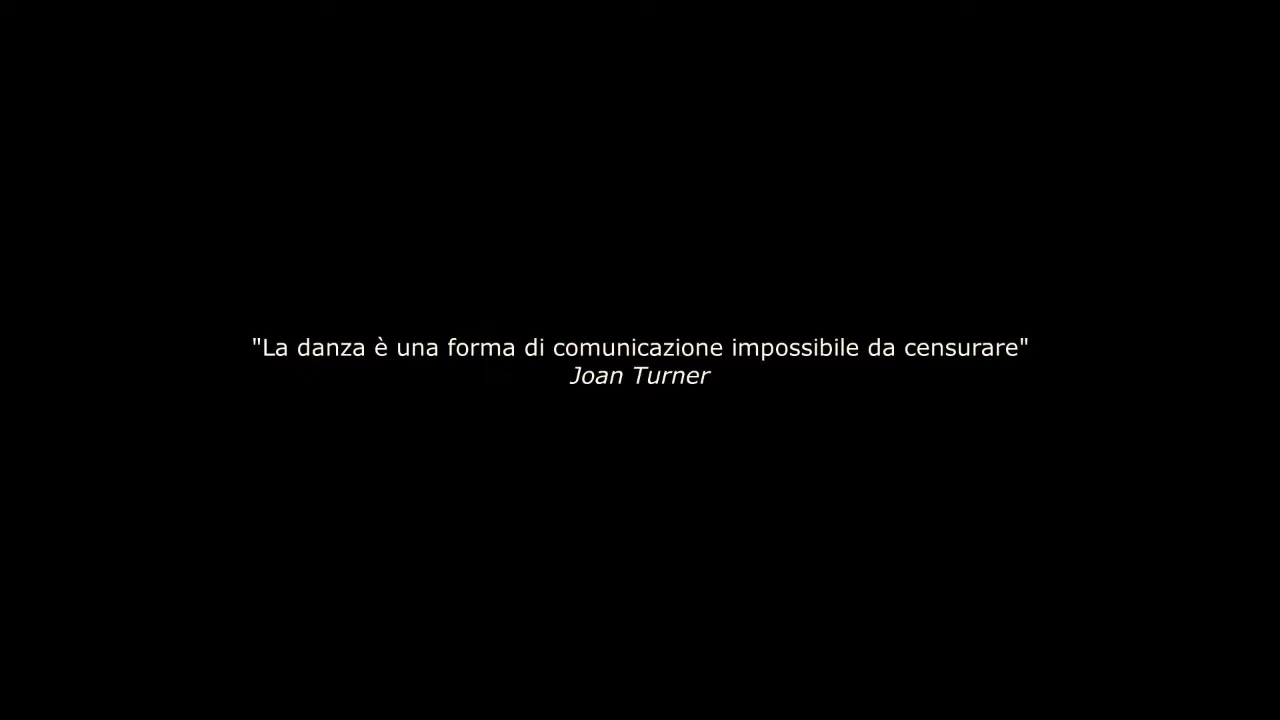 "La danza è una forma di comunicazione impossibile da censurare"
Joan Turner